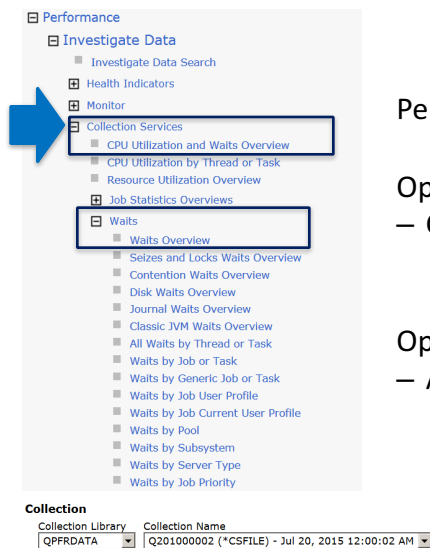 Performance
Investigate Data
Investigate Data Search
Health Indicators
Monitor
Collection Services
CPU Utilization and Waits Overview
CPU Utilization by Thread or Task
Resource Utilization Overview
Job Statistics Overviews
Waits
Waits Overview
Seizes and Locks Waits Overview
Contention Waits Overview
Disk Waits Overview
Journal Waits Overview
Classic JVM Waits Overview
All Waits by Thread or Task
Waits by Job or Task
Waits by Generic Job or Task
Waits by Job User Profile
Waits by Job Current User Profile
Waits by Pool
Waits by Subsystem
Waits by Server Type
Waits by Job Priority
Collection
Collection Library Collection Name
QPFRDATA Q201000002 (*CSFILE) - Jul 20, 2015 12:00:02 AM
Pe
Op
–
Op
–